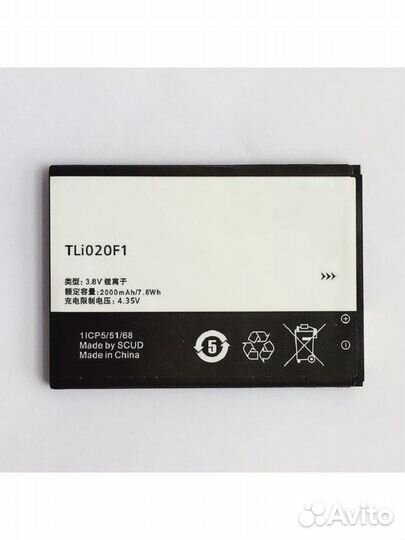 TLi020F1
类型: 3.8V 锂离子
额定容量: 2000mAh/7.6Wh
充电限制电压: 4.35V
>>>
1ICP5/51/68
Made by SCUD
Made in China
5
Avito